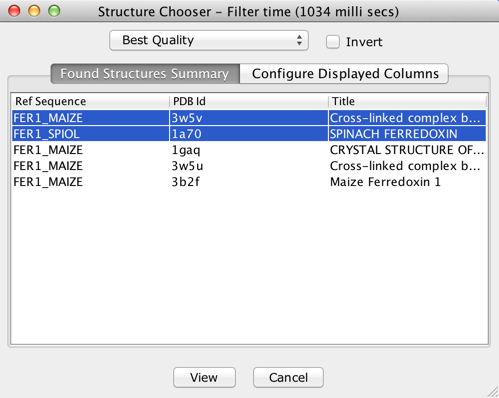 Structure Chooser - Filter time (1034 milli secs)
Best Quality Invert
Found Structures Summary Configure Displayed Columns
Ref Sequence PDB Id Title
FER1_MAIZE 3w5v Cross-linked complex b...
FER1_SPIOL 1a70 SPINACH FERREDOXIN
FER1_MAIZE 1gaq CRYSTAL STRUCTURE OF...
FER1_MAIZE 3w5u Cross-linked complex b...
FER1_MAIZE 3b2f Maize Ferredoxin 1
View Cancel